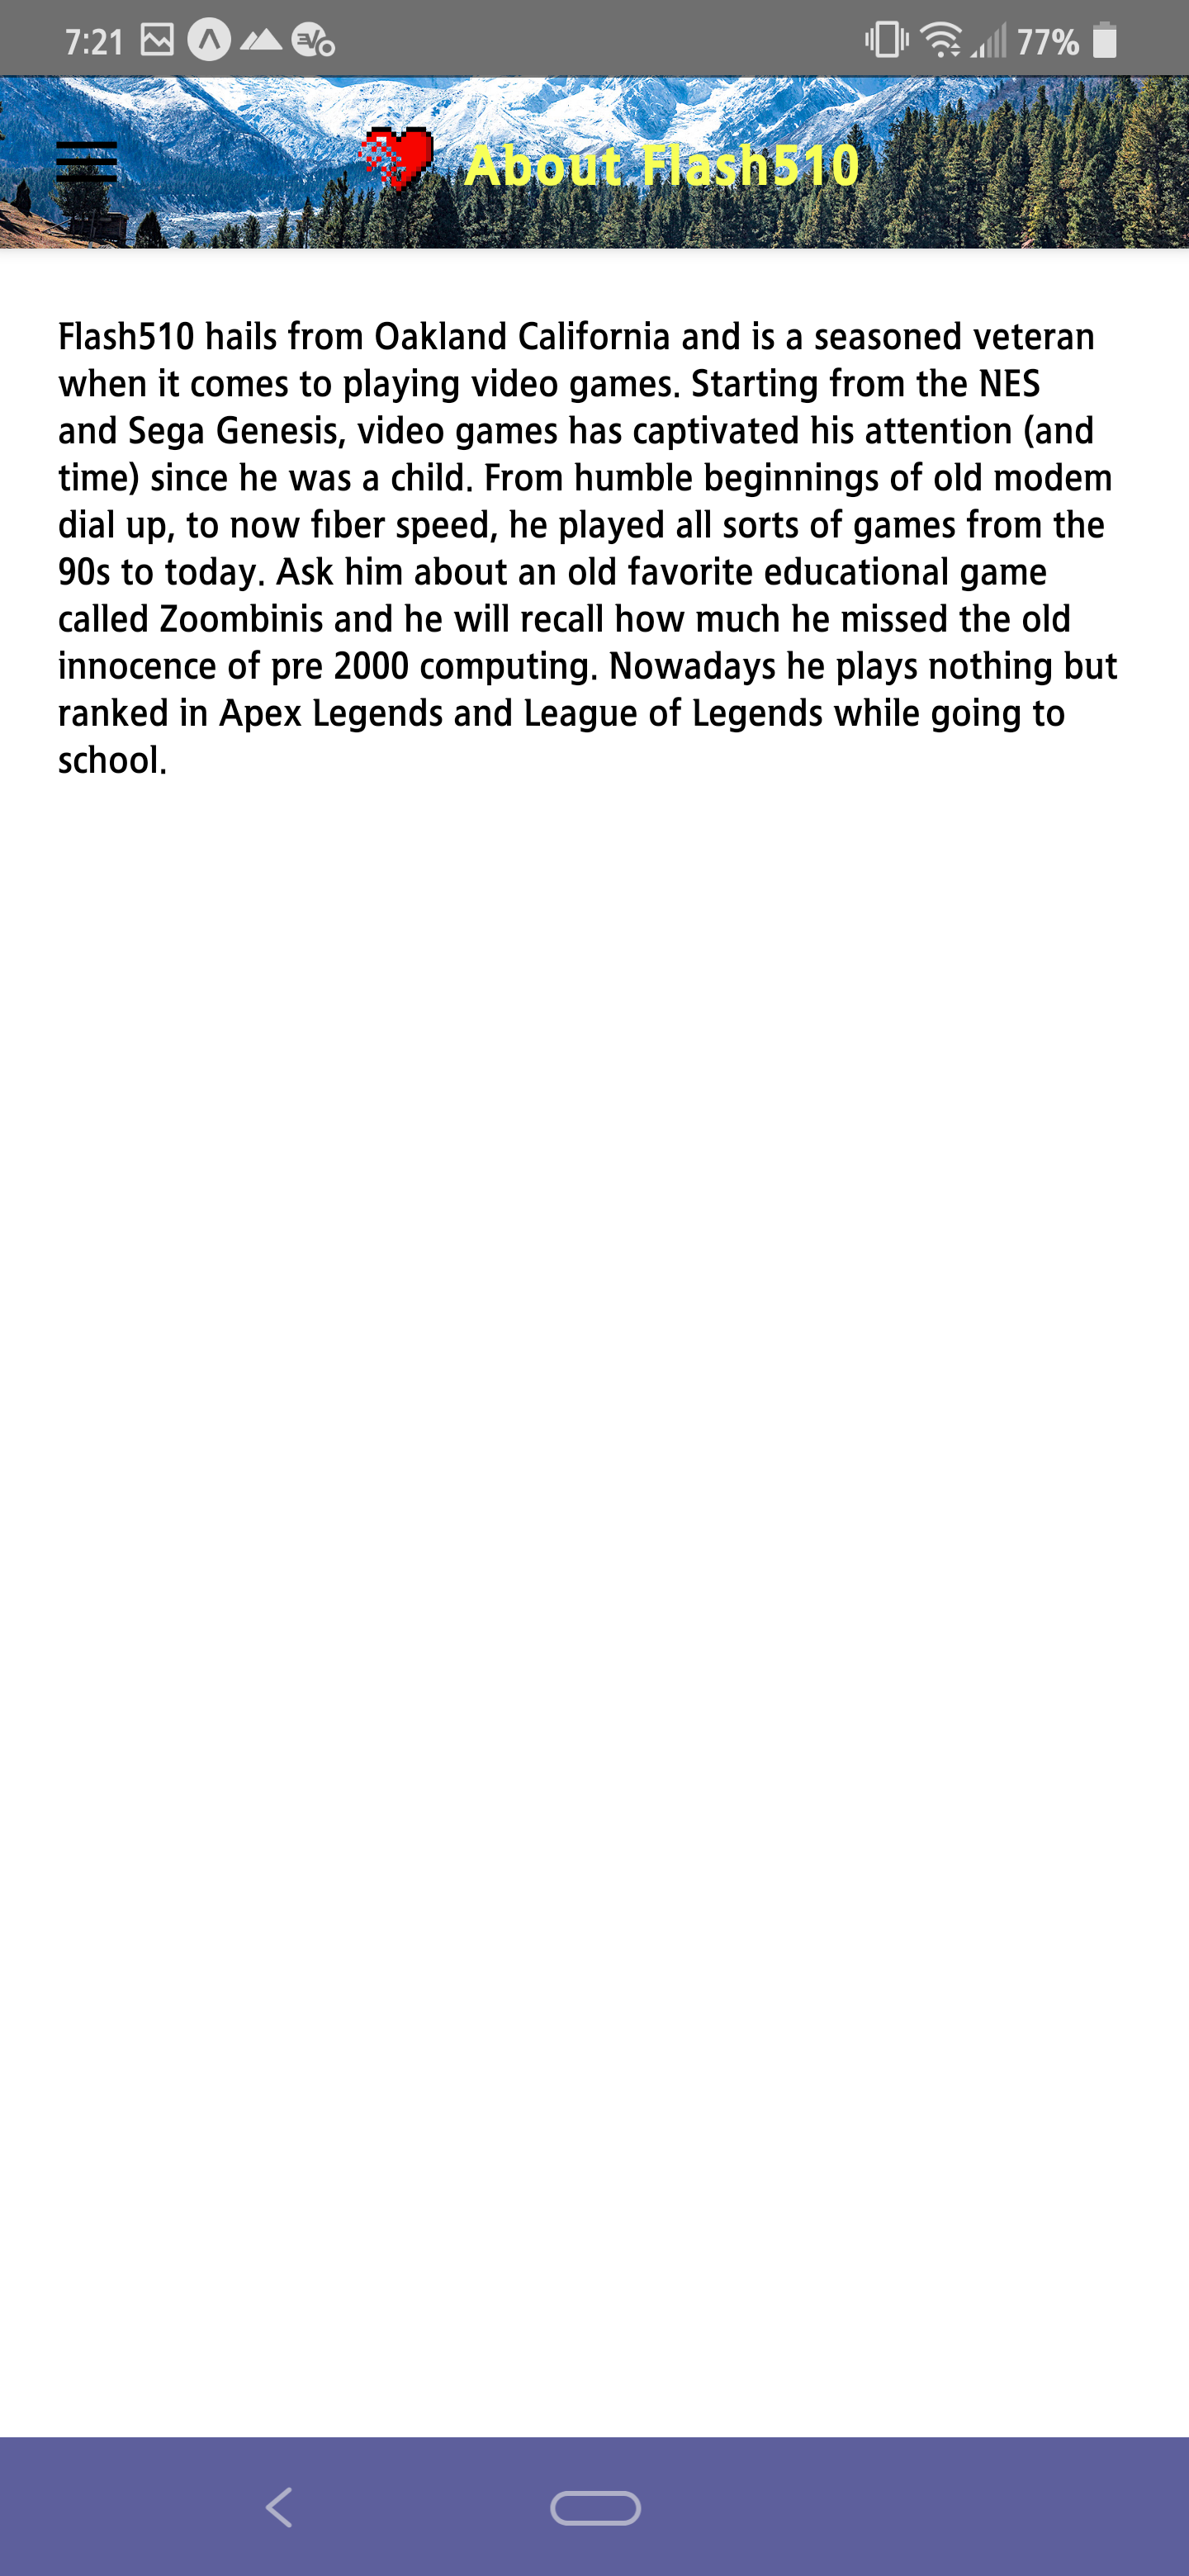 7:21
77%
About Flash510
Flash510 hails from Oakland California and is a seasoned veteran
when it comes to playing video games. Starting from the NES
and Sega Genesis, video games has captivated his attention (and
time) since he was a child. From humble beginnings of old modem
dial up, to now fiber speed, he played all sorts of games from the
90s to today. Ask him about an old favorite educational game
called Zoombinis and he will recall how much he missed the old
innocence of pre 2000 computing. Nowadays he plays nothing but
ranked in Apex Legends and League of Legends while going to
school.